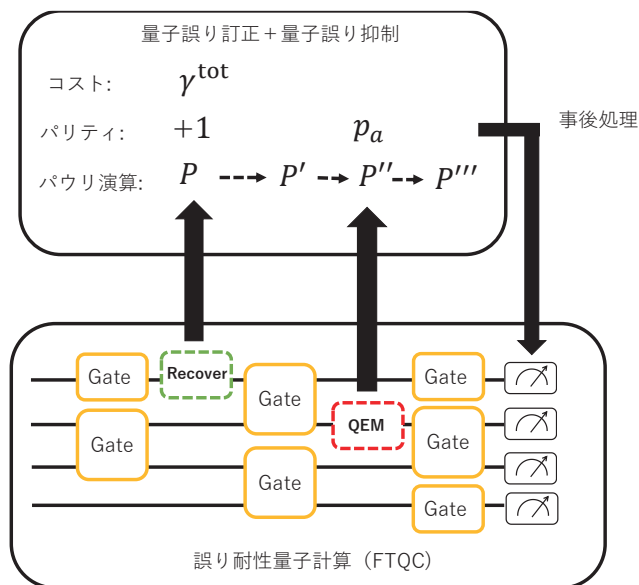 量子誤り訂正＋量子誤り抑制
コスト: γ^tot
パリティ: +1 p_a
事後処理
パウリ演算: P P′ P″ P‴
Gate Recover Gate
Gate QEM
Gate Gate
Gate
Gate
誤り耐性量子計算（FTQC）